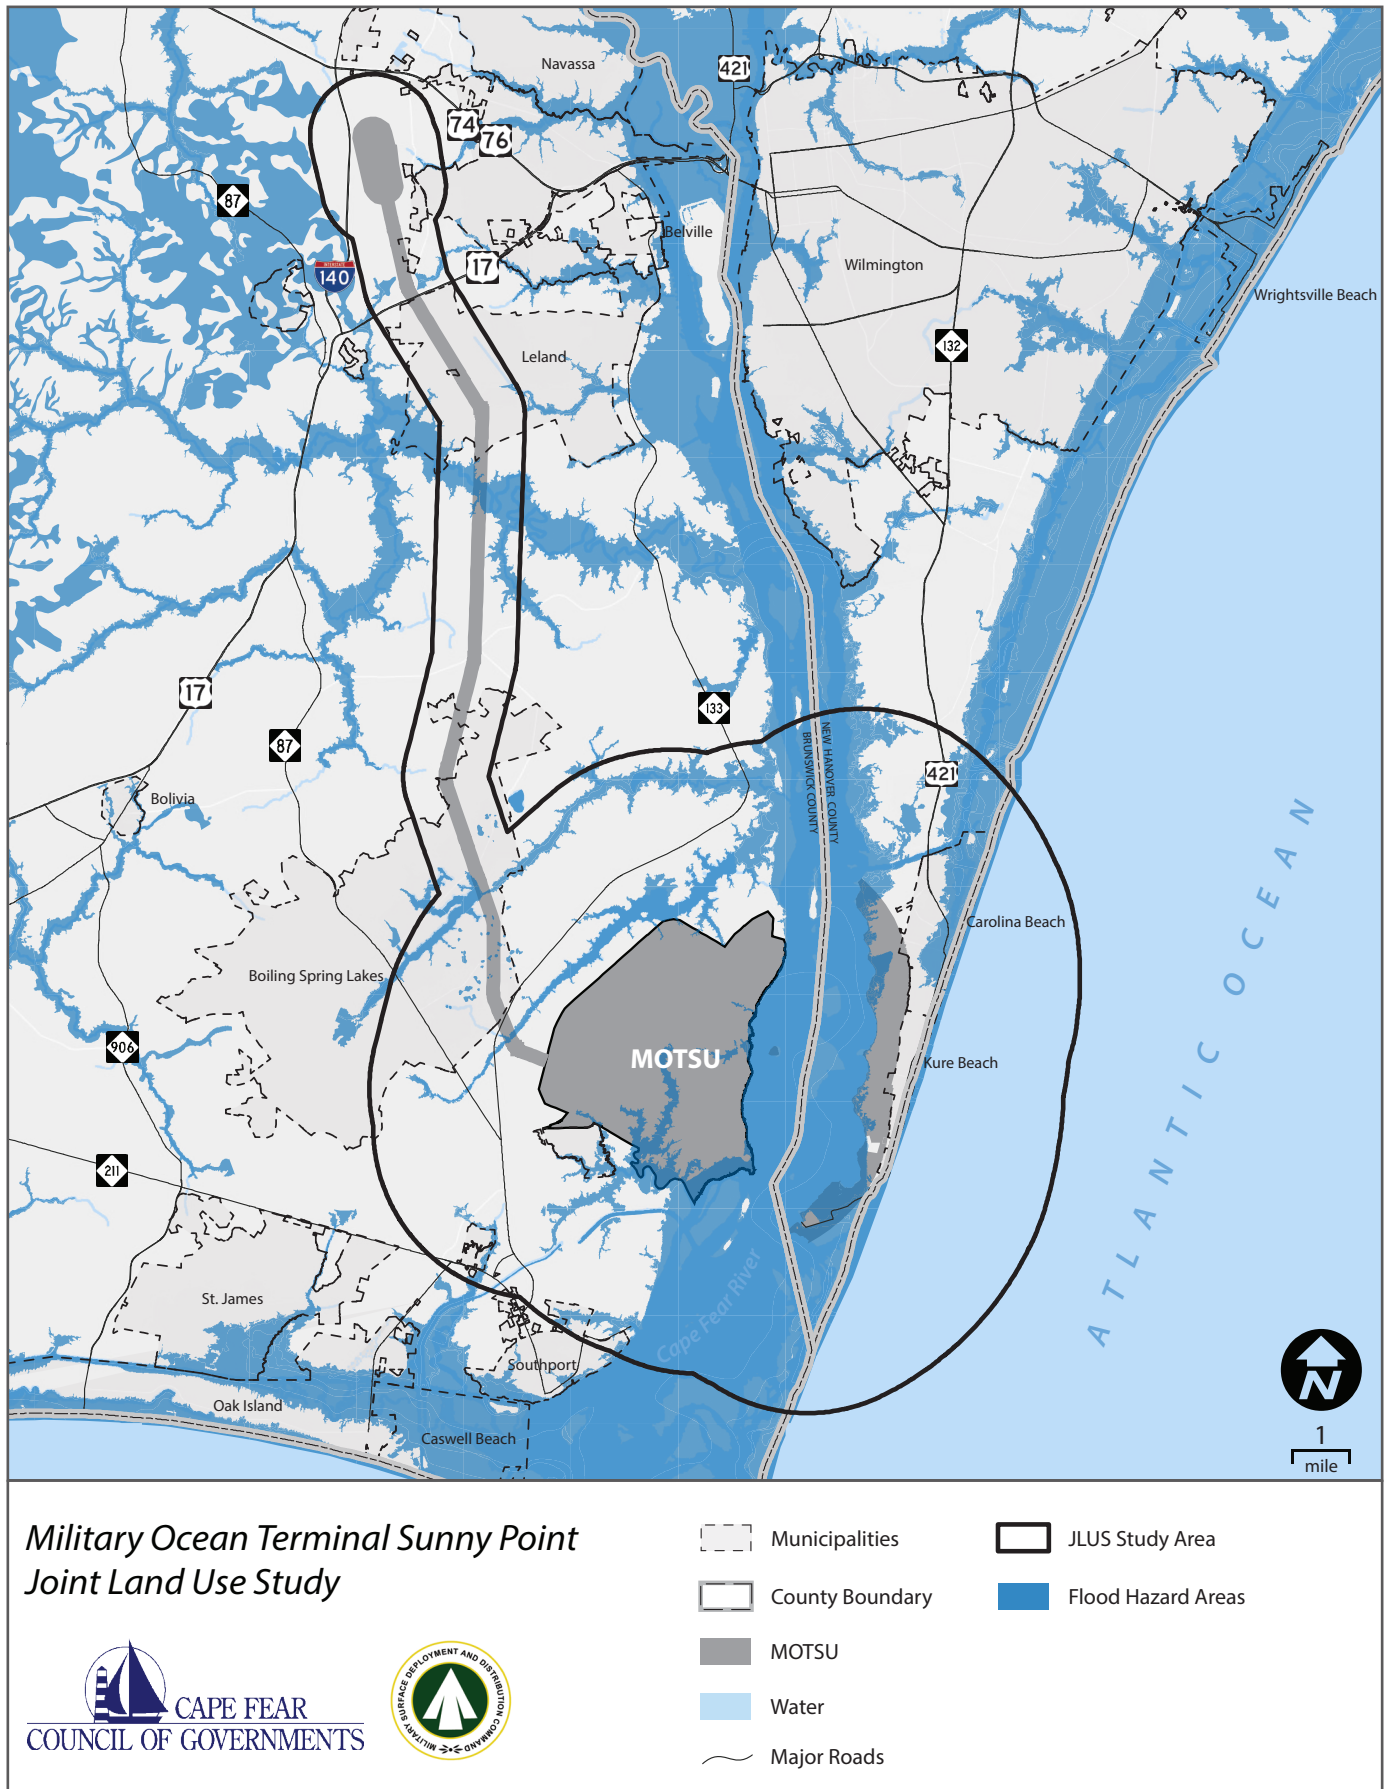 Navassa
421
74
76
87
Belville
17
INTERSTATE
140
Wilmington
Wrightsville Beach
132
Leland
17
133
87
NEW HANOVER COUNTY
BRUNSWICK COUNTY
421
Bolivia
Carolina Beach
Boiling Spring Lakes
906
MOTSU
Kure Beach
ATLANTIC OCEAN
211
St. James
Cape Fear River
Southport
Oak Island
Caswell Beach
N
1
mile
Military Ocean Terminal Sunny Point
Joint Land Use Study
CAPE FEAR
COUNCIL OF GOVERNMENTS
MILITARY SURFACE DEPLOYMENT AND DISTRIBUTION COMMAND
Municipalities
County Boundary
MOTSU
Water
Major Roads
JLUS Study Area
Flood Hazard Areas